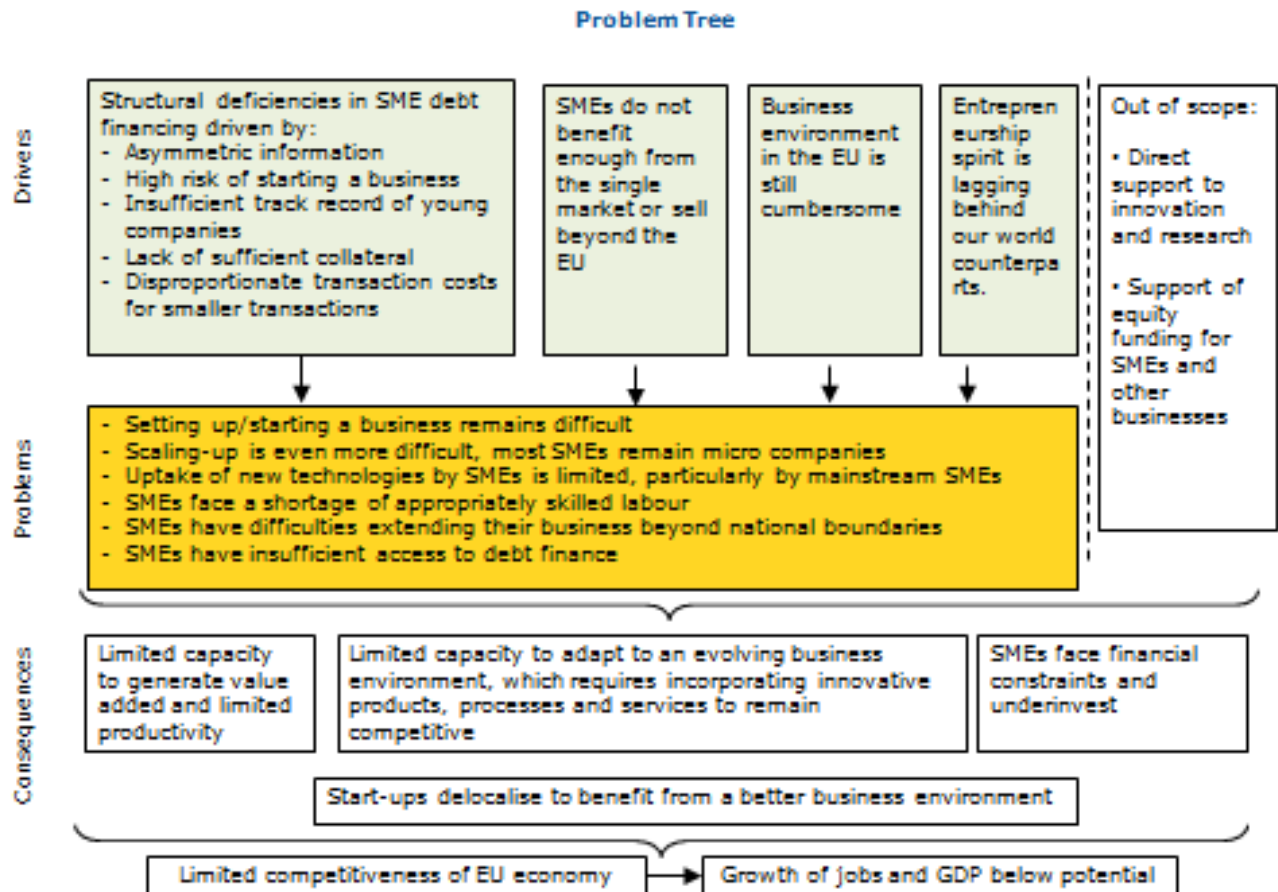 Problem Tree
Drivers
Structural deficiencies in SME debt
financing driven by:
- Asymmetric information
- High risk of starting a business
- Insufficient track record of young
companies
- Lack of sufficient collateral
- Disproportionate transaction costs
for smaller transactions
SMEs do not
benefit
enough from
the single
market or sell
beyond the
EU
Business
environment
in the EU is
still
cumbersome
Entrepren
eurship
spirit is
lagging
behind
our world
counterpa
rts.
Out of scope:
• Direct
support to
innovation
and research
• Support of
equity
funding for
SMEs and
other
businesses
Problems
- Setting up/starting a business remains difficult
- Scaling-up is even more difficult, most SMEs remain micro companies
- Uptake of new technologies by SMEs is limited, particularly by mainstream SMEs
- SMEs face a shortage of appropriately skilled labour
- SMEs have difficulties extending their business beyond national boundaries
- SMEs have insufficient access to debt finance
Consequences
Limited capacity
to generate value
added and limited
productivity
Limited capacity to adapt to an evolving business
environment, which requires incorporating innovative
products, processes and services to remain
competitive
SMEs face financial
constraints and
underinvest
Start-ups delocalise to benefit from a better business environment
Limited competitiveness of EU economy
Growth of jobs and GDP below potential